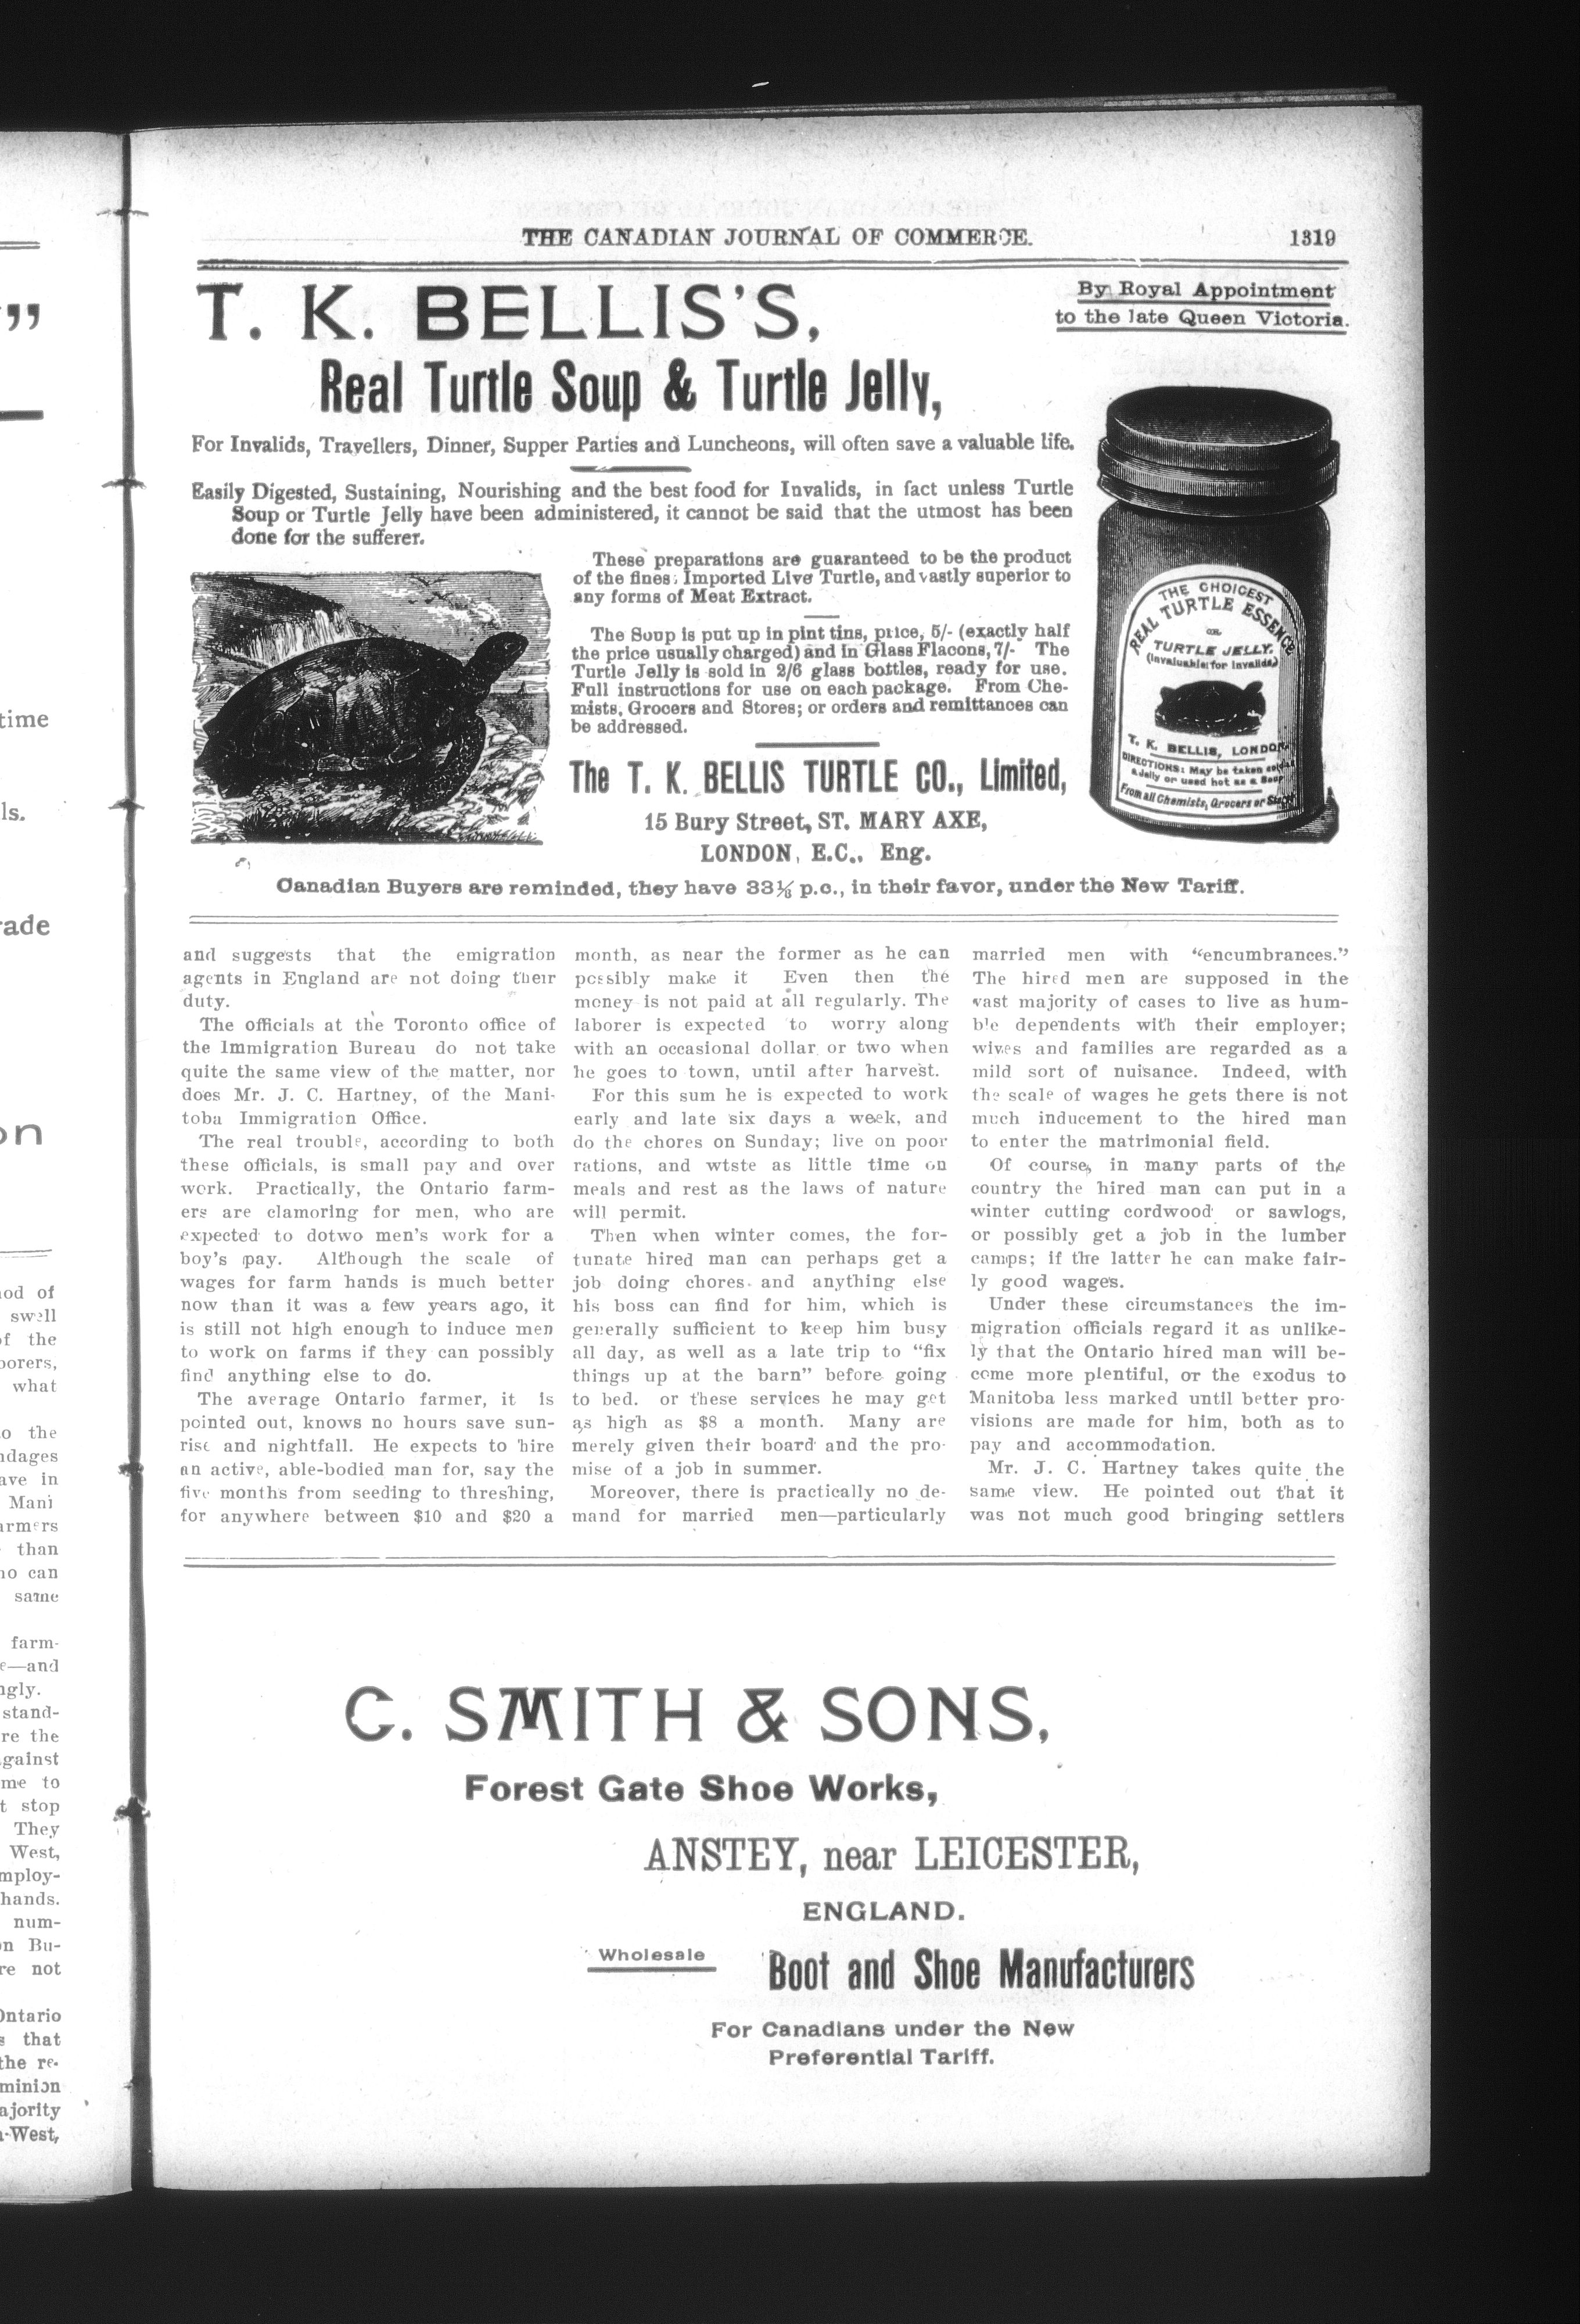 THE CANADIAN JOURNAL OF COMMERCE.
1319
T. K. BELLIS'S,
By Royal Appointment
to the late Queen Victoria.
Real Turtle Soup & Turtle Jelly,
For Invalids, Travellers, Dinner, Supper Parties and Luncheons, will often save a valuable life.
Easily Digested, Sustaining, Nourishing and the best food for Invalids, in fact unless Turtle
Soup or Turtle Jelly have been administered, it cannot be said that the utmost has been
done for the sufferer.
These preparations are guaranteed to be the product
of the fines: Imported Live Turtle, and vastly superior to
any forms of Meat Extract.
The Soup is put up in pint tins, price, 5/- (exactly half
the price usually charged) and in Glass Flacons, 7/- The
Turtle Jelly is sold in 2/6 glass bottles, ready for use.
Full instructions for use on each package. From Che-
mists, Grocers and Stores; or orders and remittances can
be addressed.
The T. K. BELLIS TURTLE CO., Limited,
15 Bury Street, ST. MARY AXE,
LONDON, E.C., Eng.
THE CHOICEST
REAL TURTLE ESSENCE
OR
TURTLE JELLY.
(Invaluable for Invalids)
T. K. BELLIS, LONDON
DIRECTIONS: May be taken cold as
a Jelly or used hot as a Soup
From all Chemists, Grocers or Stores
Canadian Buyers are reminded, they have 33⅓ p.c., in their favor, under the New Tariff.
and suggests that the emigration
agents in England are not doing their
duty.
The officials at the Toronto office of
the Immigration Bureau do not take
quite the same view of the matter, nor
does Mr. J. C. Hartney, of the Mani-
toba Immigration Office.
The real trouble, according to both
these officials, is small pay and over
work. Practically, the Ontario farm-
ers are clamoring for men, who are
expected to dotwo men's work for a
boy's pay. Although the scale of
wages for farm hands is much better
now than it was a few years ago, it
is still not high enough to induce men
to work on farms if they can possibly
find anything else to do.
The average Ontario farmer, it is
pointed out, knows no hours save sun-
rise and nightfall. He expects to hire
an active, able-bodied man for, say the
five months from seeding to threshing,
for anywhere between $10 and $20 a
month, as near the former as he can
possibly make it Even then the
money is not paid at all regularly. The
laborer is expected to worry along
with an occasional dollar or two when
he goes to town, until after harvest.
For this sum he is expected to work
early and late six days a week, and
do the chores on Sunday; live on poor
rations, and wtste as little time on
meals and rest as the laws of nature
will permit.
Then when winter comes, the for-
tunate hired man can perhaps get a
job doing chores and anything else
his boss can find for him, which is
generally sufficient to keep him busy
all day, as well as a late trip to "fix
things up at the barn" before going
to bed. or these services he may get
as high as $8 a month. Many are
merely given their board and the pro-
mise of a job in summer.
Moreover, there is practically no de-
mand for married men—particularly
married men with "encumbrances."
The hired men are supposed in the
vast majority of cases to live as hum-
ble dependents with their employer;
wives and families are regarded as a
mild sort of nuisance. Indeed, with
the scale of wages he gets there is not
much inducement to the hired man
to enter the matrimonial field.
Of course, in many parts of the
country the hired man can put in a
winter cutting cordwood or sawlogs,
or possibly get a job in the lumber
camps; if the latter he can make fair-
ly good wages.
Under these circumstances the im-
migration officials regard it as unlike-
ly that the Ontario hired man will be-
come more plentiful, or the exodus to
Manitoba less marked until better pro-
visions are made for him, both as to
pay and accommodation.
Mr. J. C. Hartney takes quite the
same view. He pointed out that it
was not much good bringing settlers
C. SMITH & SONS,
Forest Gate Shoe Works,
ANSTEY, near LEICESTER,
ENGLAND.
Wholesale Boot and Shoe Manufacturers
For Canadians under the New
Preferential Tariff.